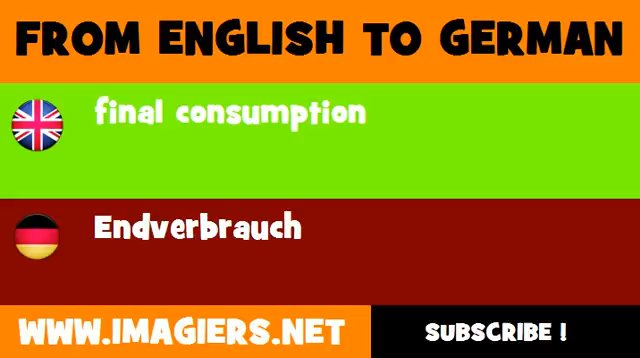 FROM ENGLISH TO GERMAN
final consumption
Endverbrauch
WWW.IMAGIERS.NET
SUBSCRIBE !